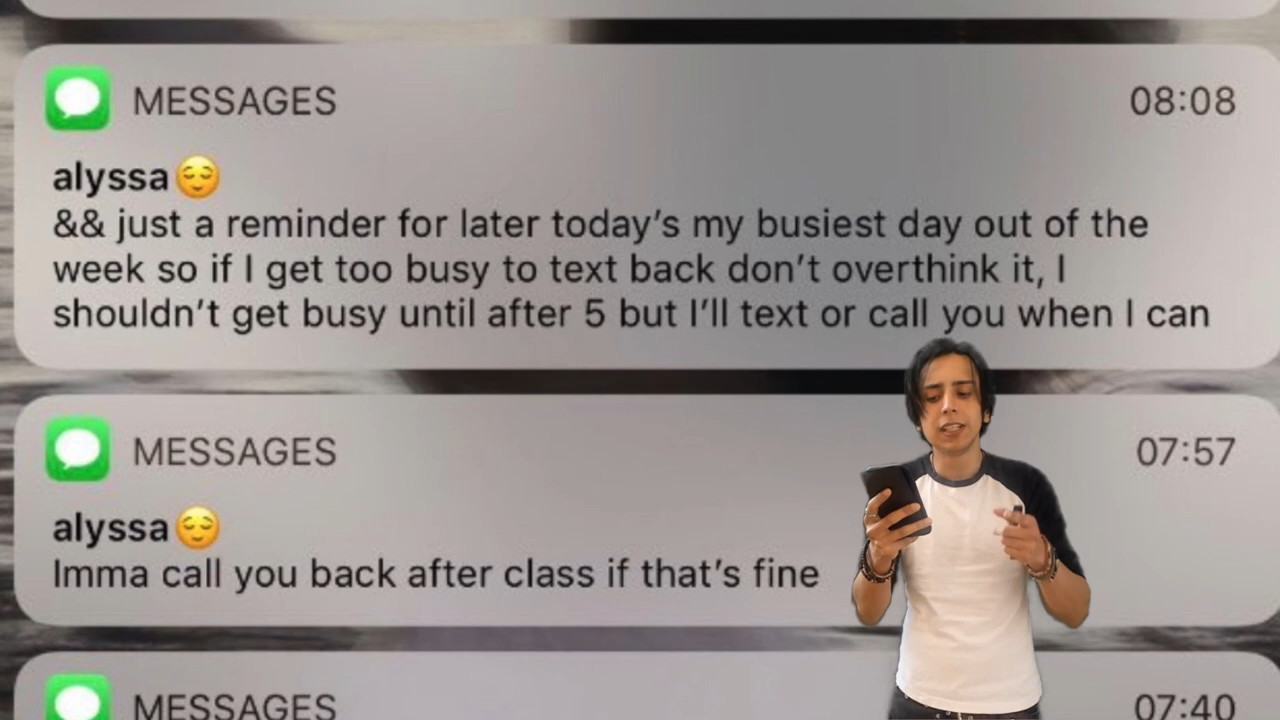 MESSAGES 08:08
alyssa😌
&& just a reminder for later today’s my busiest day out of the
week so if I get too busy to text back don’t overthink it, I
shouldn’t get busy until after 5 but I’ll text or call you when I can
MESSAGES 07:57
alyssa😌
Imma call you back after class if that’s fine
MESSAGES 07:40